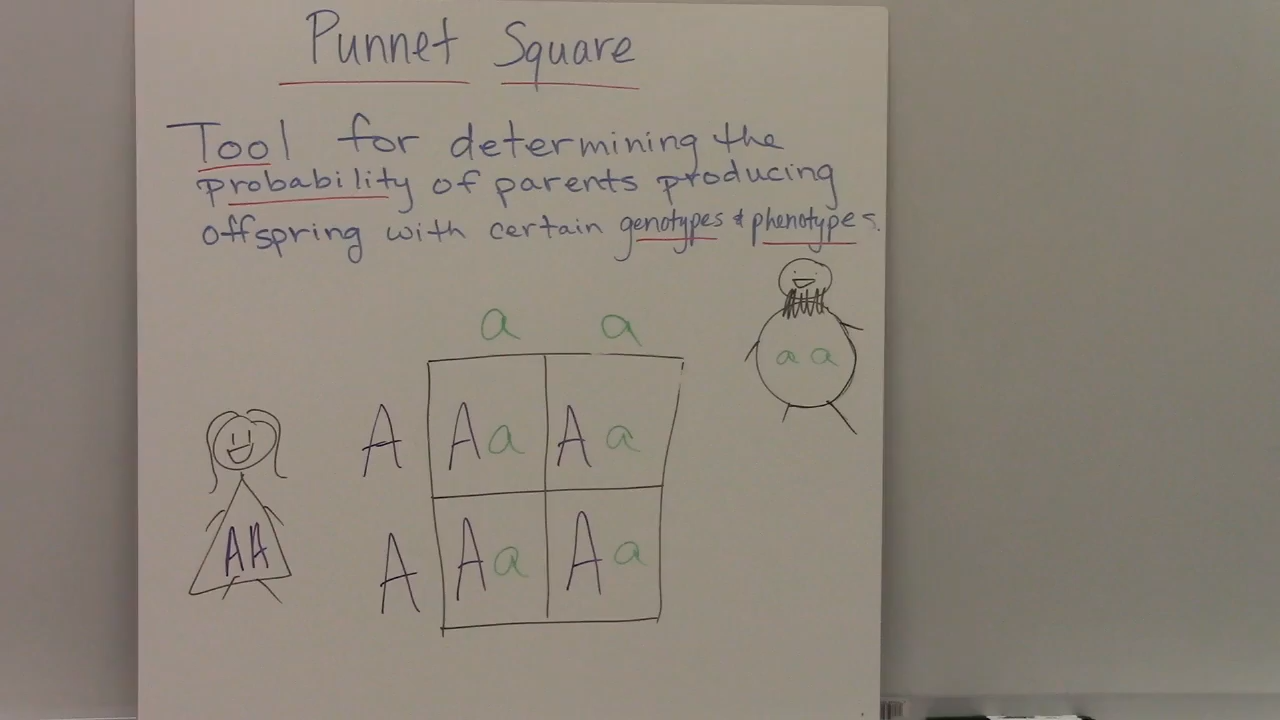 Punnet Square
Tool for determining the
probability of parents producing
offspring with certain genotypes & phenotypes.
a a
a a
A Aa Aa
AA
A Aa Aa